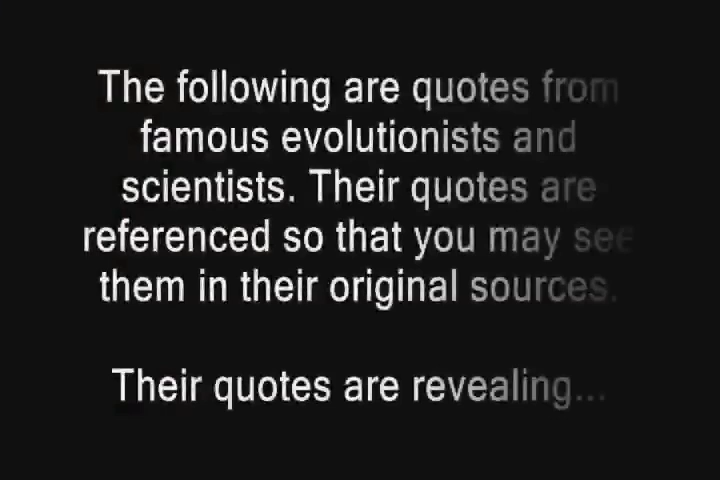 The following are quotes from
famous evolutionists and
scientists. Their quotes are
referenced so that you may see
them in their original sources.
Their quotes are revealing...